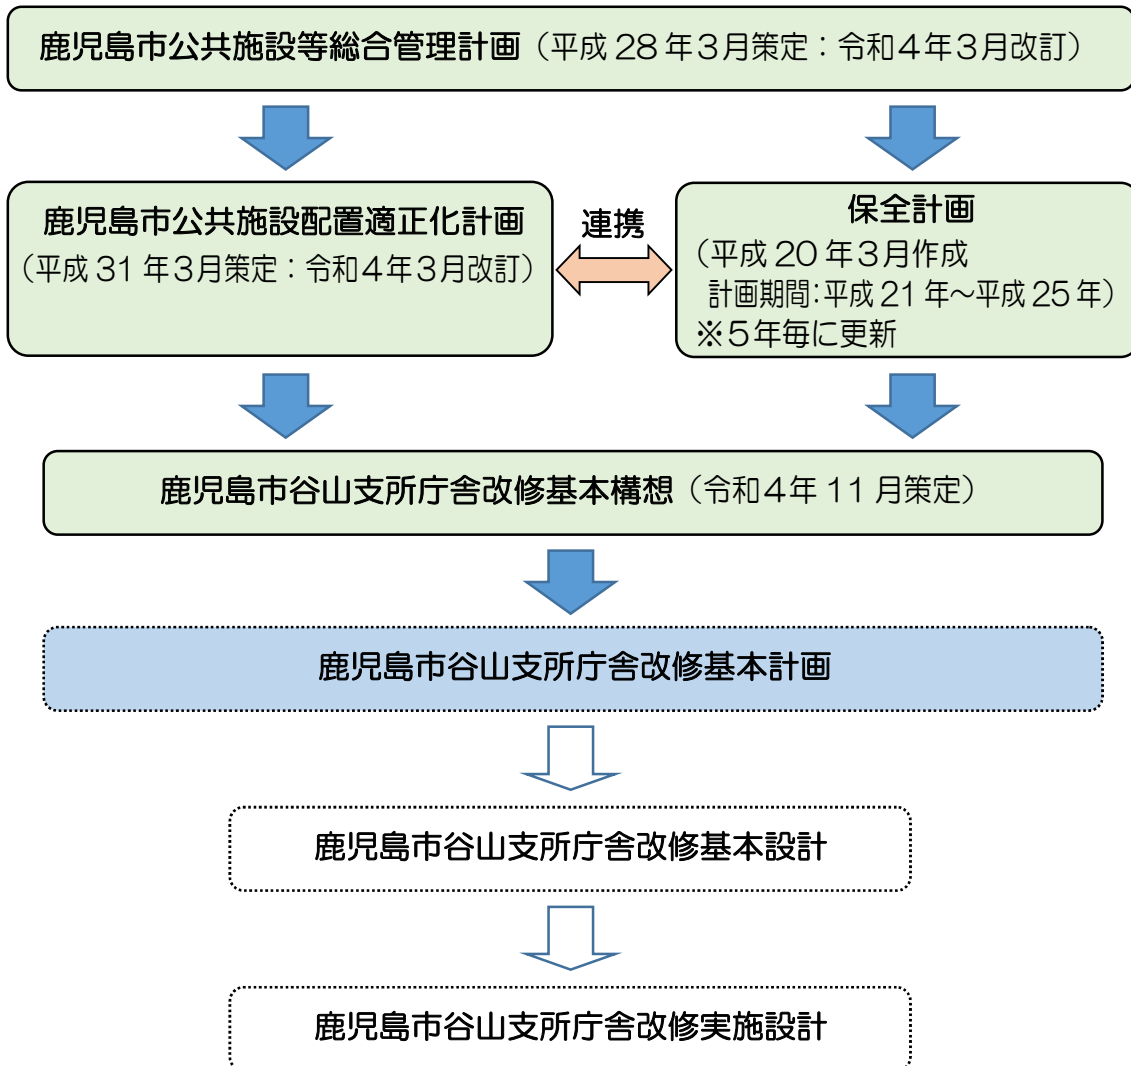 鹿児島市公共施設等総合管理計画（平成28年３月策定：令和４年３月改訂）
鹿児島市公共施設配置適正化計画
（平成31年３月策定：令和４年３月改訂）
連携
保全計画
（平成20年３月作成
計画期間：平成21年～平成25年）
※５年毎に更新
鹿児島市谷山支所庁舎改修基本構想（令和４年11月策定）
鹿児島市谷山支所庁舎改修基本計画
鹿児島市谷山支所庁舎改修基本設計
鹿児島市谷山支所庁舎改修実施設計